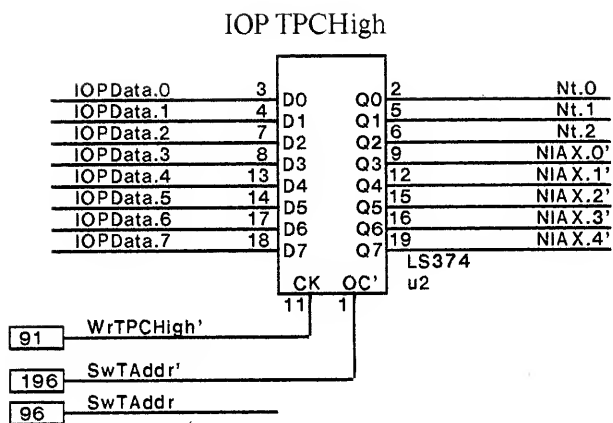 IOP TPCHigh
IOPData.0 3 D0 Q0 2 Nt.0
IOPData.1 4 D1 Q1 5 Nt.1
IOPData.2 7 D2 Q2 6 Nt.2
IOPData.3 8 D3 Q3 9 NIAX.0'
IOPData.4 13 D4 Q4 12 NIAX.1'
IOPData.5 14 D5 Q5 15 NIAX.2'
IOPData.6 17 D6 Q6 16 NIAX.3'
IOPData.7 18 D7 Q7 19 NIAX.4'
LS374
CK OC' u2
11 1
91 WrTPCHigh'
196 SwTAddr'
96 SwTAddr